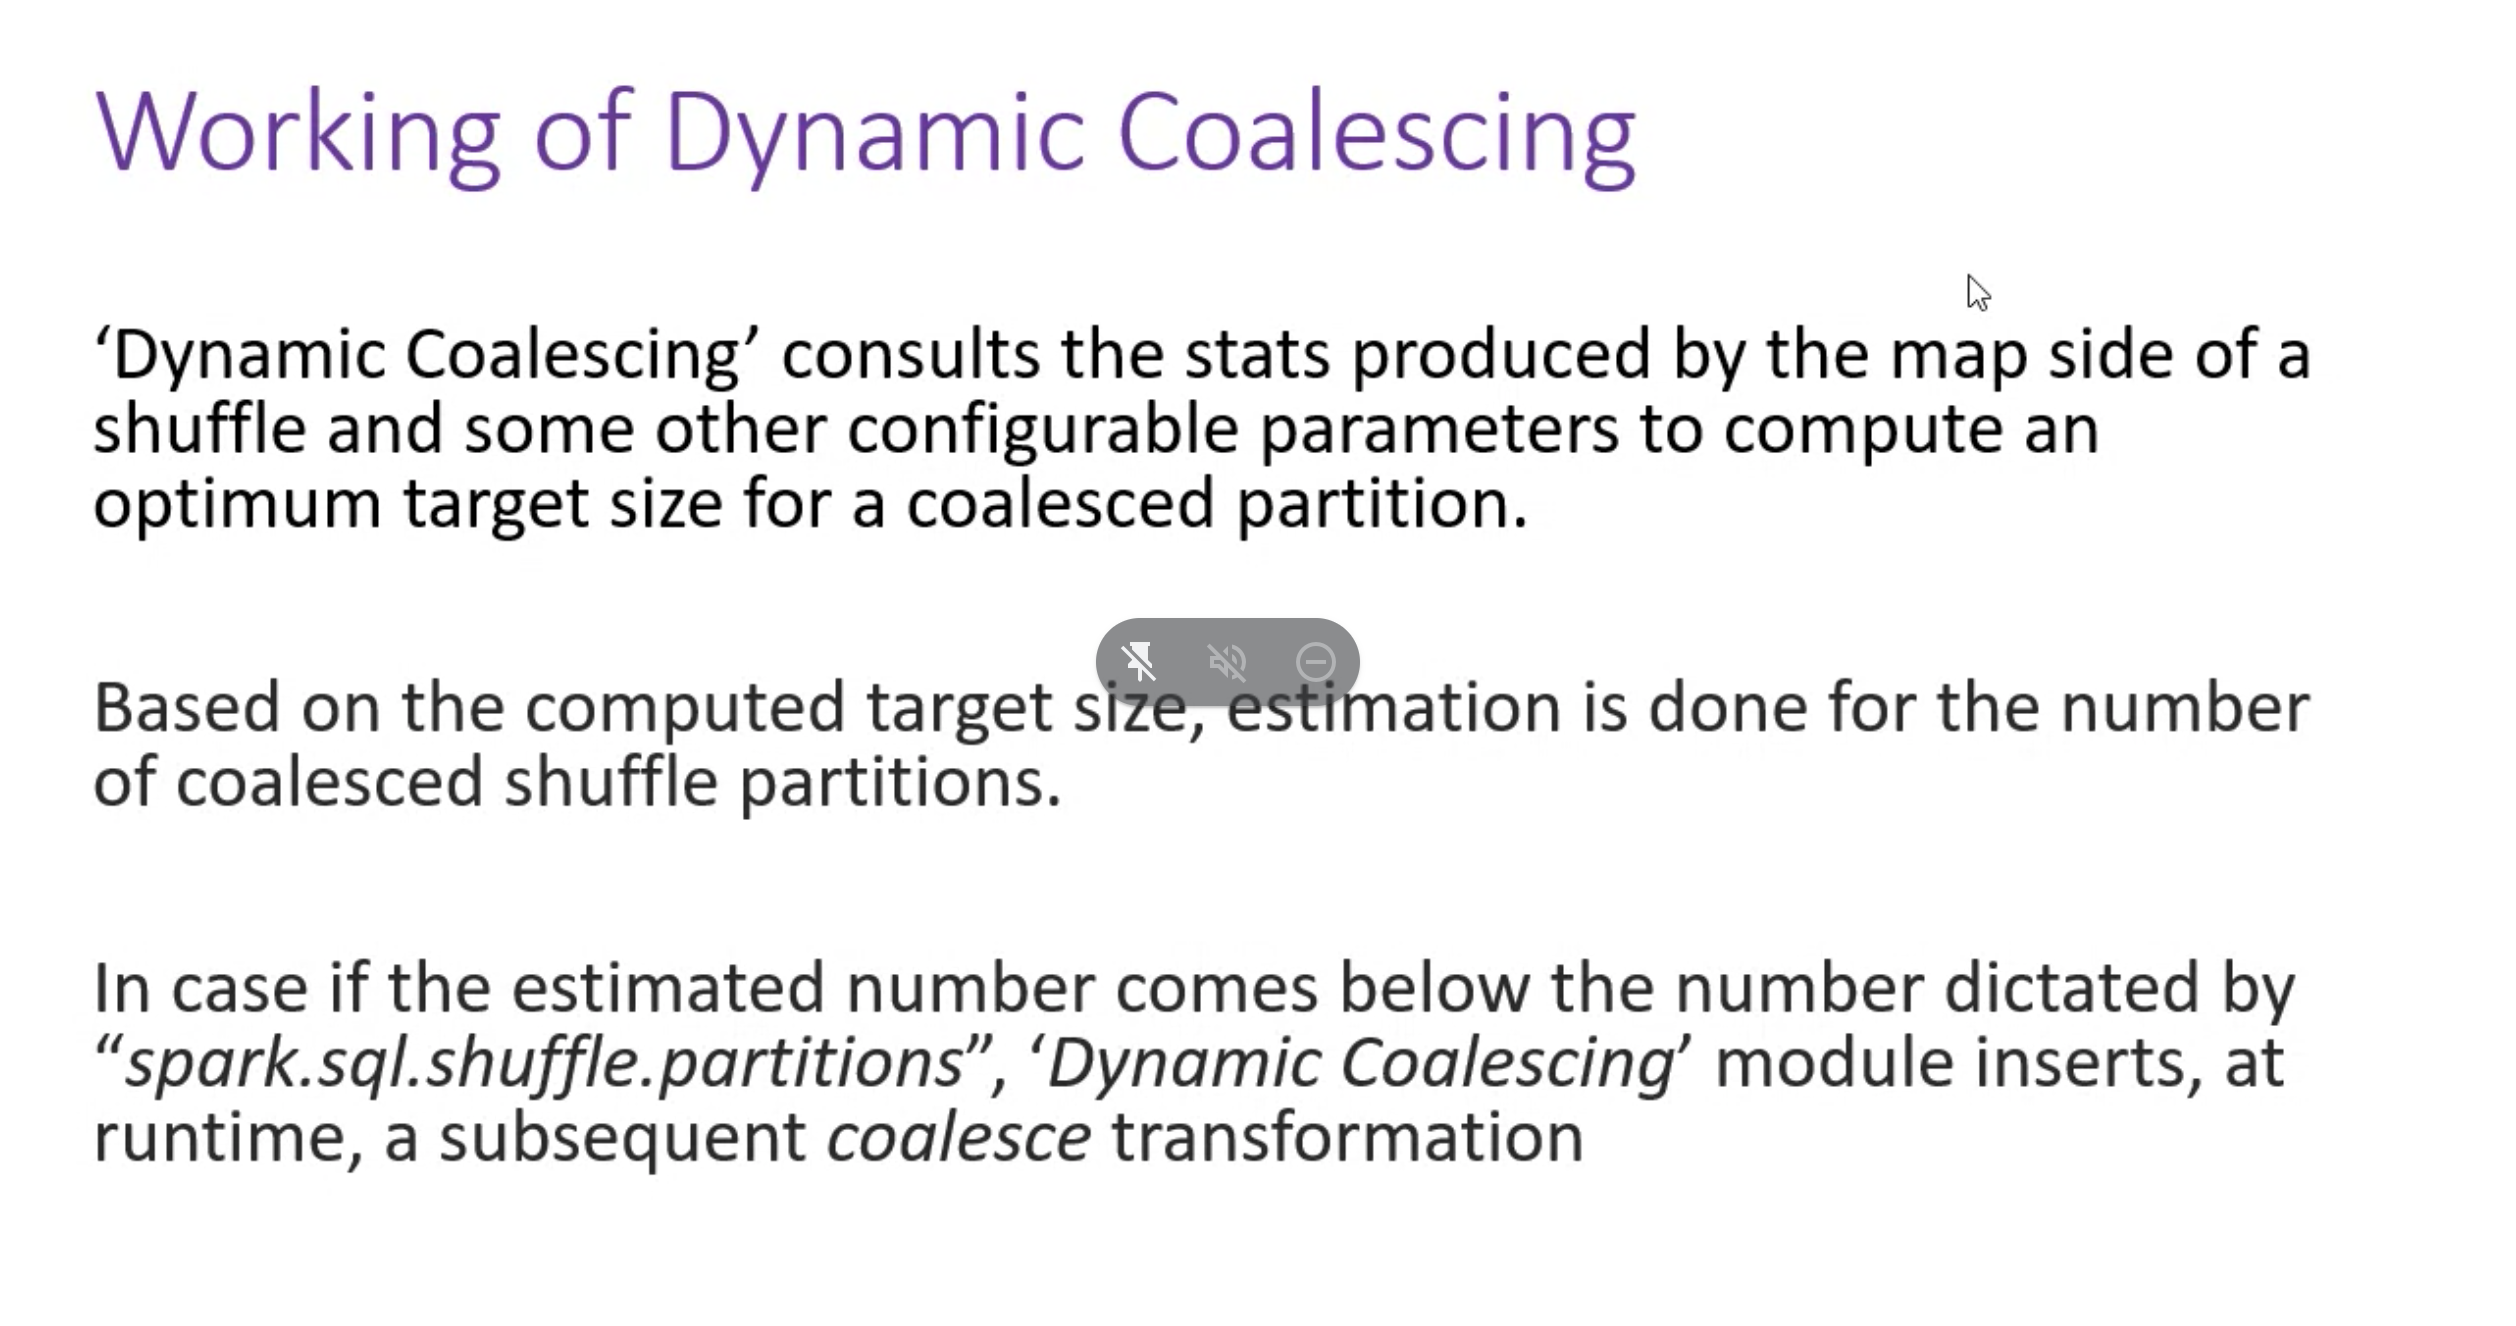 Working of Dynamic Coalescing
‘Dynamic Coalescing’ consults the stats produced by the map side of a
shuffle and some other configurable parameters to compute an
optimum target size for a coalesced partition.
Based on the computed target size, estimation is done for the number
of coalesced shuffle partitions.
In case if the estimated number comes below the number dictated by
“spark.sql.shuffle.partitions”, ‘Dynamic Coalescing’ module inserts, at
runtime, a subsequent coalesce transformation